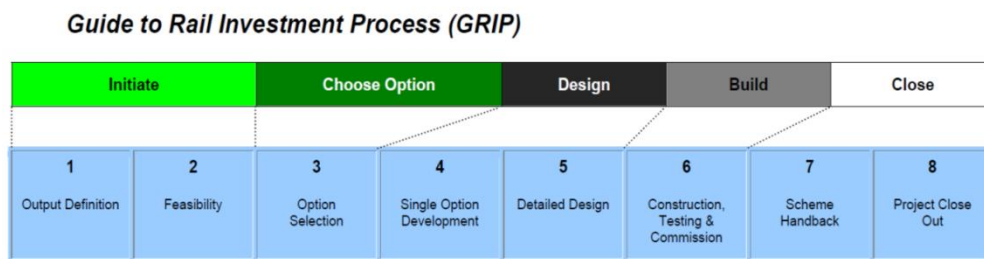 Guide to Rail Investment Process (GRIP)
Initiate
Choose Option
Design
Build
Close
1
Output Definition
2
Feasibility
3
Option
Selection
4
Single Option
Development
5
Detailed Design
6
Construction,
Testing &
Commission
7
Scheme
Handback
8
Project Close
Out